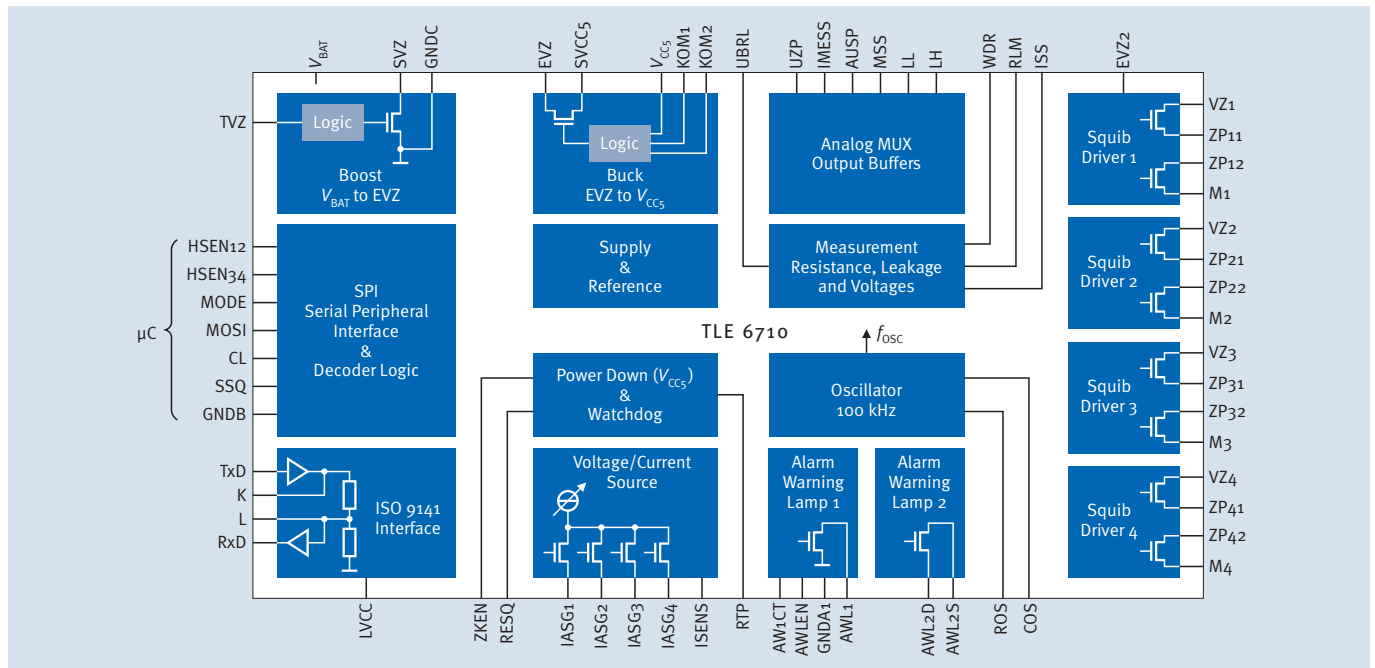 VBAT
SVZ
GNDC
EVZ
SVCC5
VCC5
KOM1
KOM2
UBRL
UZP
IMESS
AUSP
MSS
LL
LH
WDR
RLM
ISS
EVZ2
TVZ
Logic
Boost
VBAT to EVZ
Logic
Buck
EVZ to VCC5
Analog MUX
Output Buffers
Squib
Driver 1
VZ1
ZP11
ZP12
M1
µC
HSEN12
HSEN34
MODE
MOSI
CL
SSQ
GNDB
SPI
Serial Peripheral
Interface
&
Decoder Logic
Supply
&
Reference
Measurement
Resistance, Leakage
and Voltages
Squib
Driver 2
VZ2
ZP21
ZP22
M2
TLE 6710
fOSC
Power Down (VCC5)
&
Watchdog
Oscillator
100 kHz
Squib
Driver 3
VZ3
ZP31
ZP32
M3
TxD
K
L
RxD
ISO 9141
Interface
Voltage/Current
Source
Alarm
Warning
Lamp 1
Alarm
Warning
Lamp 2
Squib
Driver 4
VZ4
ZP41
ZP42
M4
LVCC
ZKEN
RESQ
IASG1
IASG2
IASG3
IASG4
ISENS
RTP
AW1CT
AWLEN
GNDA1
AWL1
AWL2D
AWL2S
ROS
COS